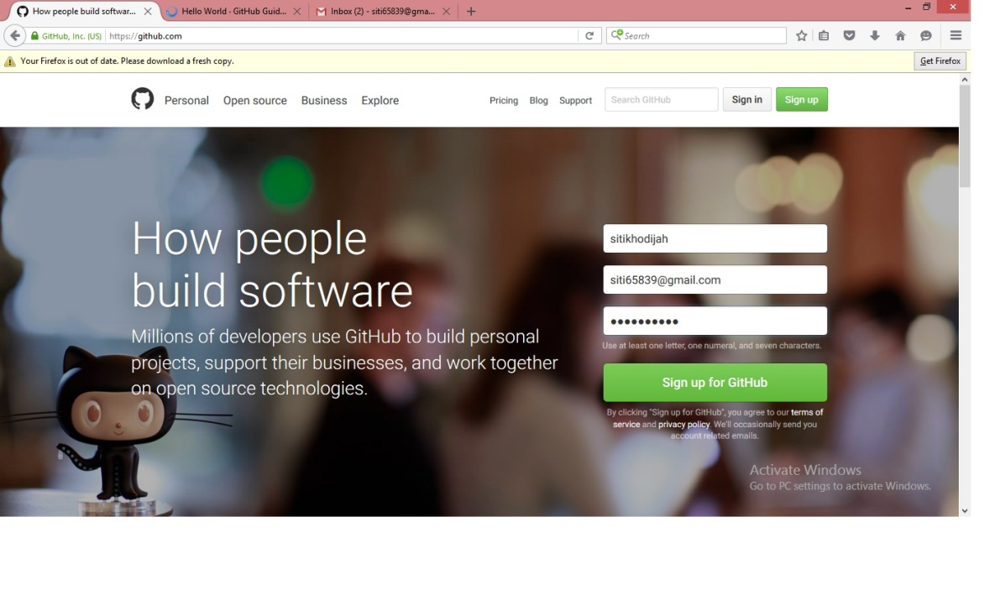 How people build softwar...
Hello World · GitHub Guid...
Inbox (2) - siti65839@gma...
GitHub, Inc. (US)
https://github.com
Search
Your Firefox is out of date. Please download a fresh copy.
Get Firefox
Personal
Open source
Business
Explore
Pricing
Blog
Support
Search GitHub
Sign in
Sign up
How people
build software
Millions of developers use GitHub to build personal
projects, support their businesses, and work together
on open source technologies.
sitikhodijah
siti65839@gmail.com
••••••••••
Use at least one letter, one numeral, and seven characters.
Sign up for GitHub
By clicking "Sign up for GitHub", you agree to our terms of
service and privacy policy. We'll occasionally send you
account related emails.
Activate Windows
Go to PC settings to activate Windows.